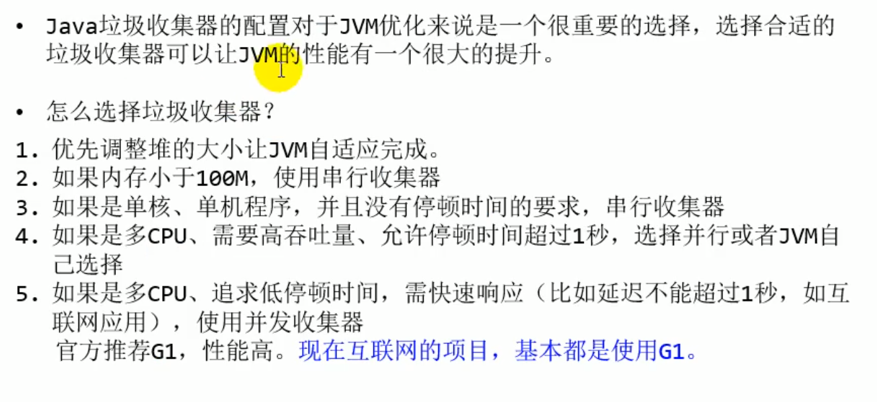 • Java垃圾收集器的配置对于JVM优化来说是一个很重要的选择，选择合适的
垃圾收集器可以让JVM的性能有一个很大的提升。
• 怎么选择垃圾收集器？
1. 优先调整堆的大小让JVM自适应完成。
2. 如果内存小于100M，使用串行收集器
3. 如果是单核、单机程序，并且没有停顿时间的要求，串行收集器
4. 如果是多CPU、需要高吞吐量、允许停顿时间超过1秒，选择并行或者JVM自
己选择
5. 如果是多CPU、追求低停顿时间，需快速响应（比如延迟不能超过1秒，如互
联网应用），使用并发收集器
官方推荐G1，性能高。现在互联网的项目，基本都是使用G1。